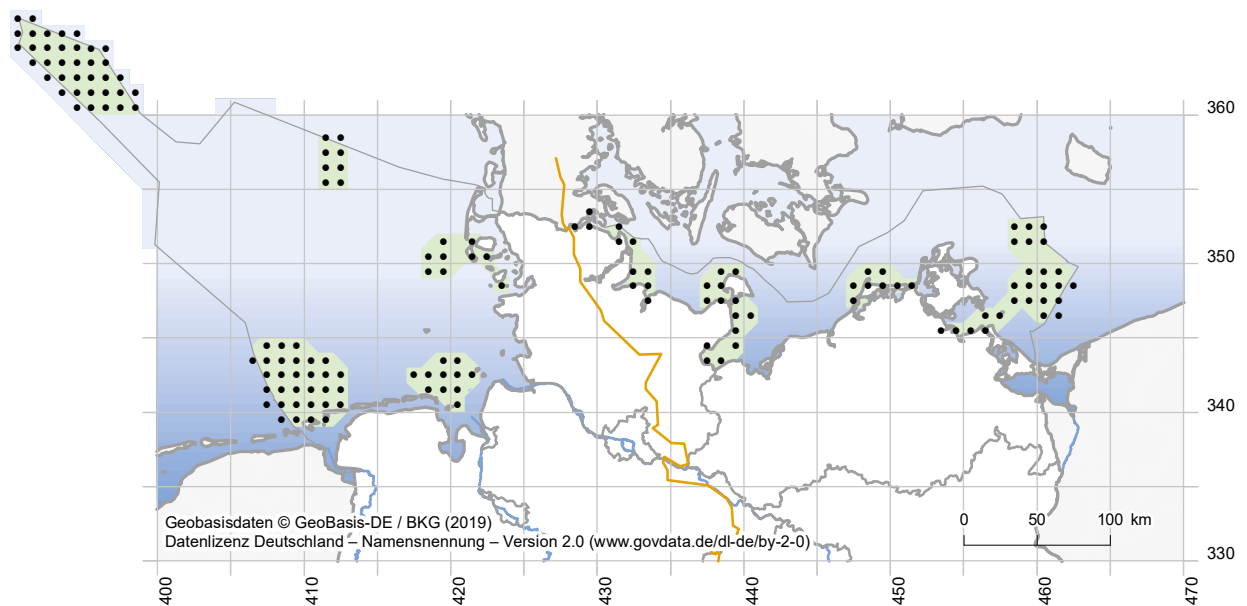 360
350
340
Geobasisdaten © GeoBasis-DE / BKG (2019)
Datenlizenz Deutschland – Namensnennung – Version 2.0 (www.govdata.de/dl-de/by-2-0)
0 50 100 km
330
400 410 420 430 440 450 460 470